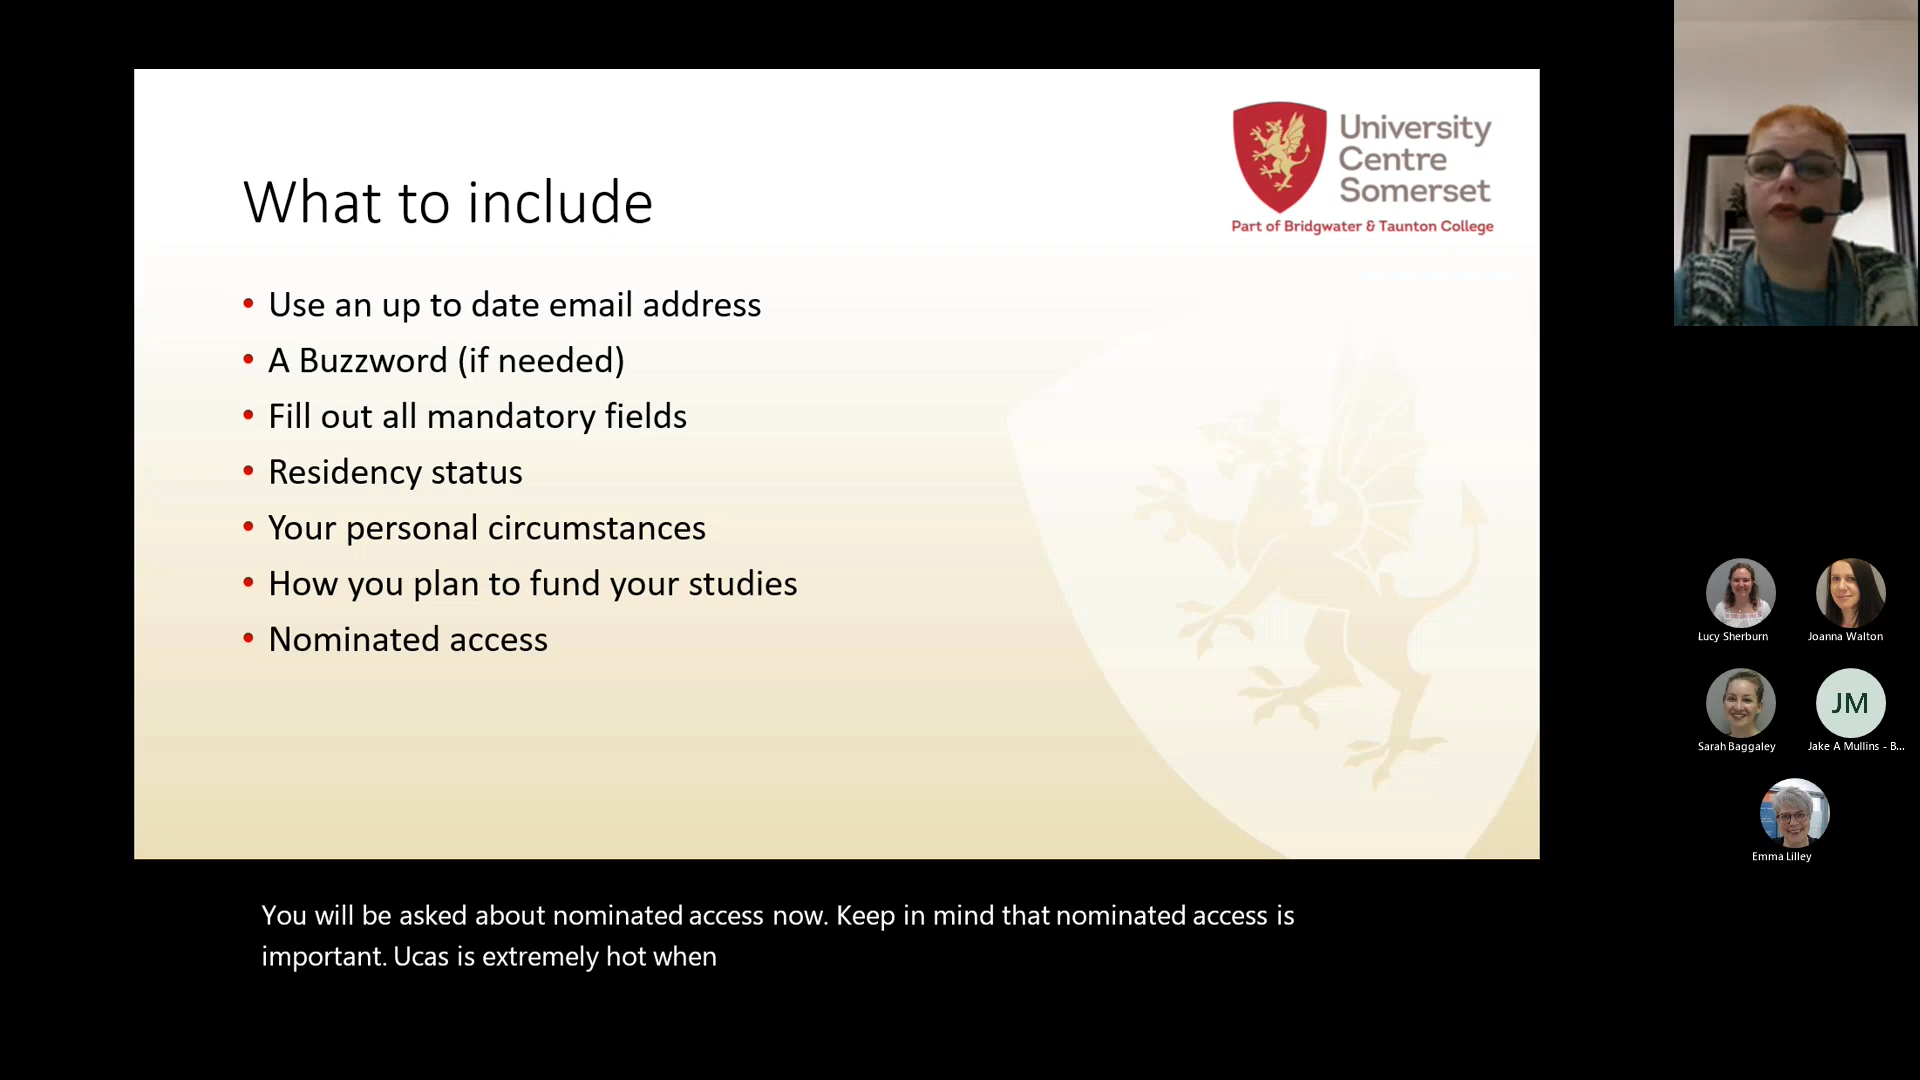 University
Centre
Somerset
Part of Bridgwater & Taunton College
What to include
• Use an up to date email address
• A Buzzword (if needed)
• Fill out all mandatory fields
• Residency status
• Your personal circumstances
• How you plan to fund your studies
• Nominated access
Lucy Sherburn
Joanna Walton
JM
Sarah Baggaley
Jake A Mullins - B...
Emma Lilley
You will be asked about nominated access now. Keep in mind that nominated access is
important. Ucas is extremely hot when